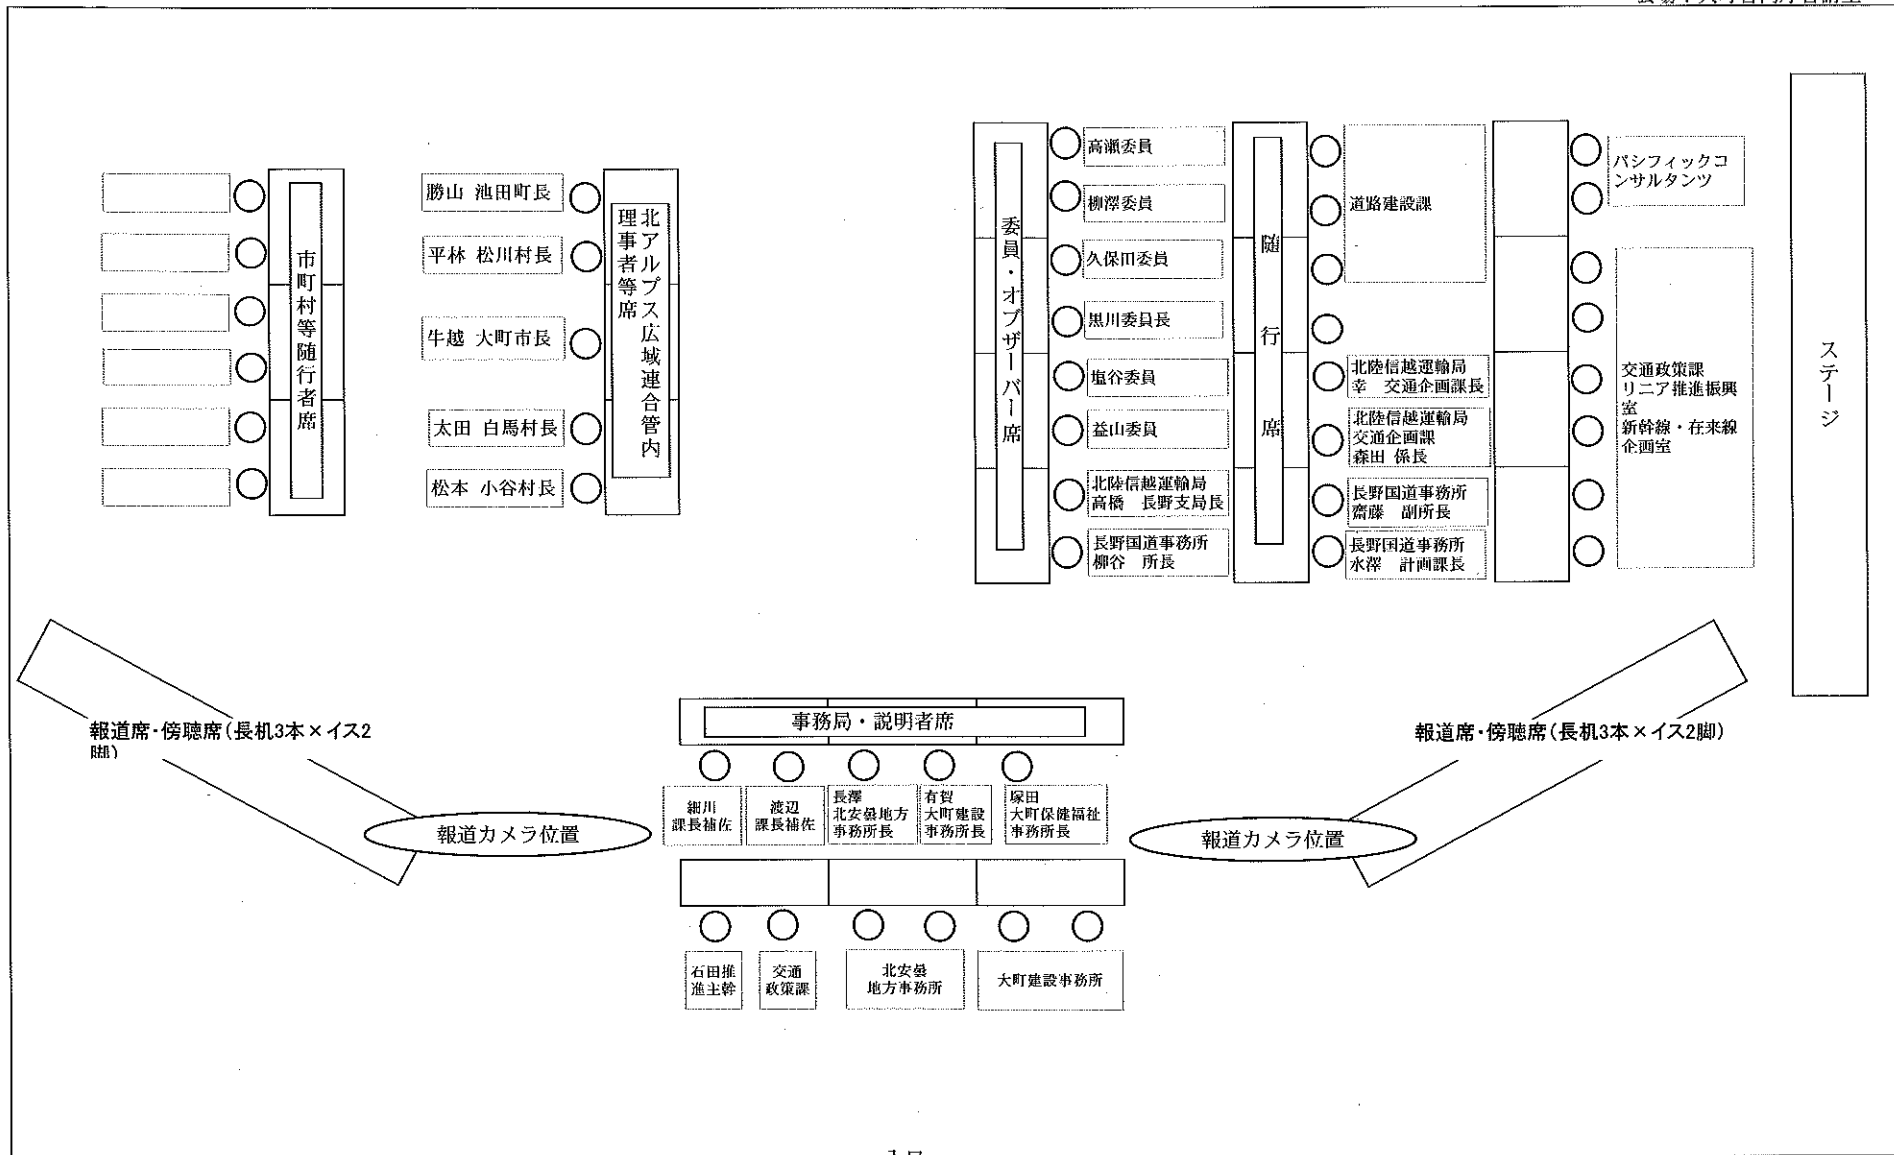 高瀬委員
柳澤委員
久保田委員
黒川委員長
塩谷委員
益山委員
北陸信越運輸局
高橋　長野支局長
長野国道事務所
柳谷　所長
委員・オブザーバー席
道路建設課
北陸信越運輸局
幸　交通企画課長
北陸信越運輸局
交通企画課
森田 係長
長野国道事務所
齋藤　副所長
長野国道事務所
水澤　計画課長
随行席
パシフィックコ
ンサルタンツ
交通政策課
リニア推進振興
室
新幹線・在来線
企画室
ステージ
市町村等随行者席
勝山 池田町長
平林 松川村長
牛越 大町市長
太田 白馬村長
松本 小谷村長
北アルプス広域連合管内
理事者等席
報道席・傍聴席(長机3本×イス2
脚)
報道カメラ位置
事務局・説明者席
細川
課長補佐
渡辺
課長補佐
長澤
北安曇地方
事務所長
有賀
大町建設
事務所長
塚田
大町保健福祉
事務所長
石田推
進主幹
交通
政策課
北安曇
地方事務所
大町建設事務所
報道席・傍聴席(長机3本×イス2脚)
報道カメラ位置